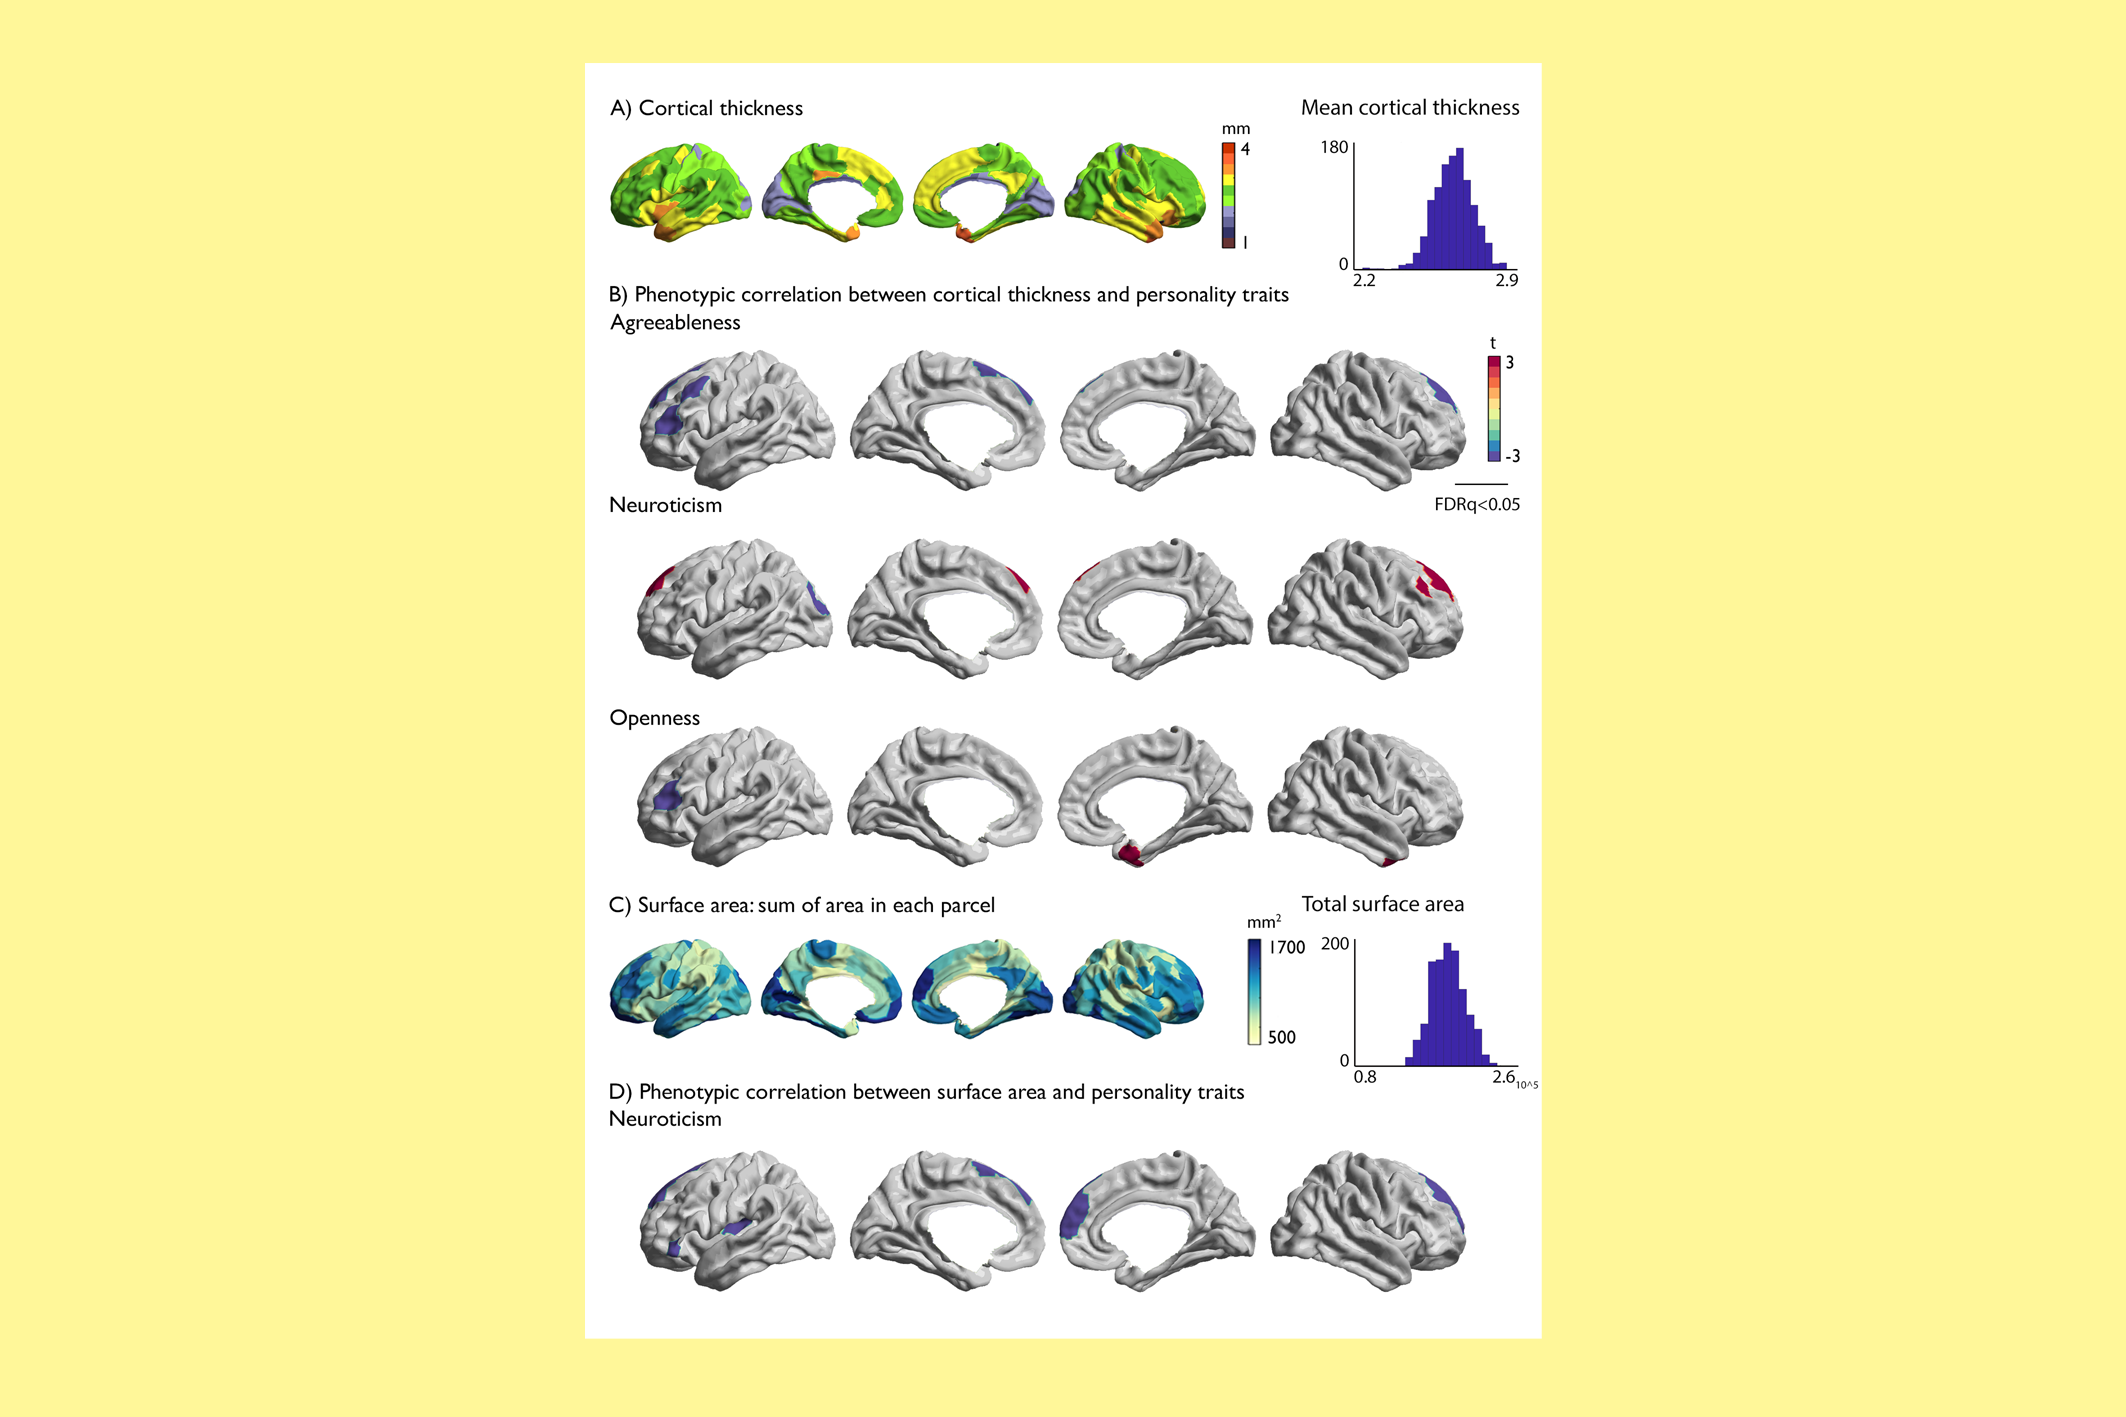 A) Cortical thickness
Mean cortical thickness
mm
4
1
180
0
2.2
2.9
B) Phenotypic correlation between cortical thickness and personality traits
Agreeableness
t
3
-3
FDRq<0.05
Neuroticism
Openness
C) Surface area: sum of area in each parcel
Total surface area
mm²
1700
500
200
0
0.8
2.6
10^5
D) Phenotypic correlation between surface area and personality traits
Neuroticism